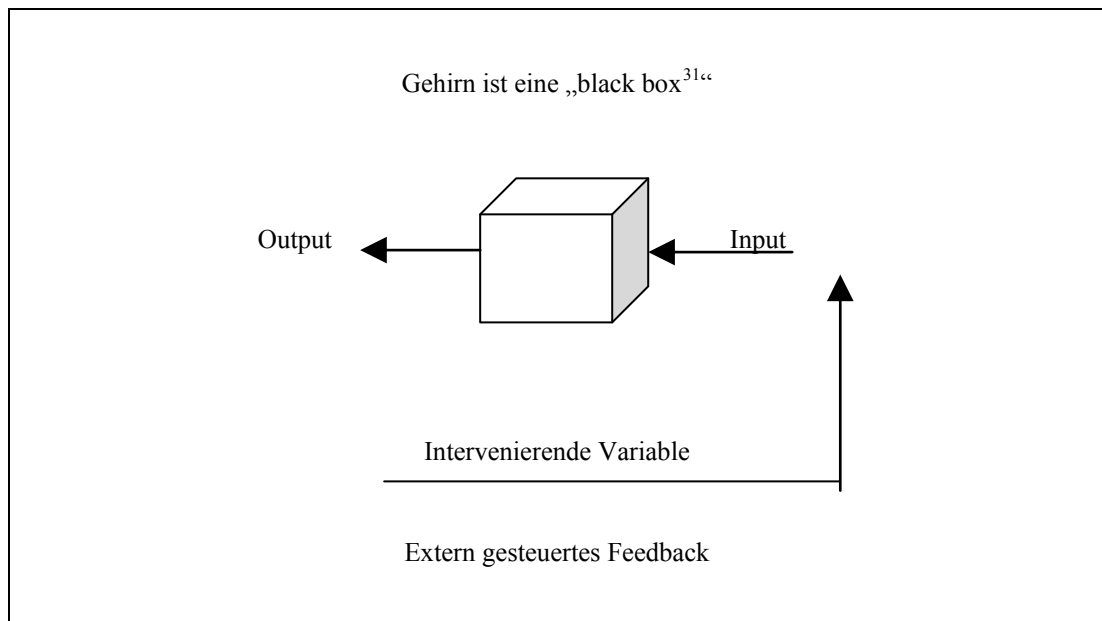 Gehirn ist eine „black box³¹“
Output
Input
Intervenierende Variable
Extern gesteuertes Feedback